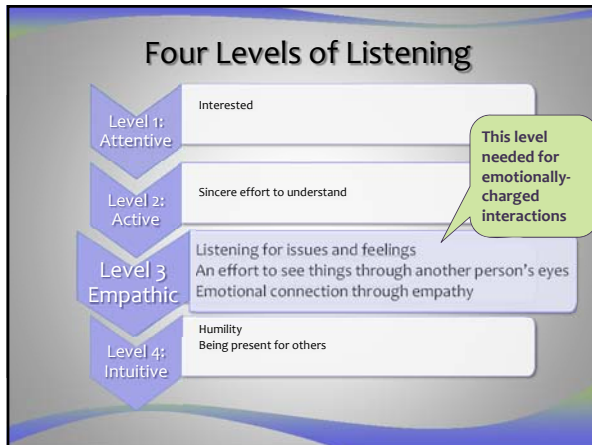 Four Levels of Listening
Level 1:
Attentive
Interested
This level
needed for
emotionally-
charged
interactions
Level 2:
Active
Sincere effort to understand
Level 3
Empathic
Listening for issues and feelings
An effort to see things through another person's eyes
Emotional connection through empathy
Level 4:
Intuitive
Humility
Being present for others